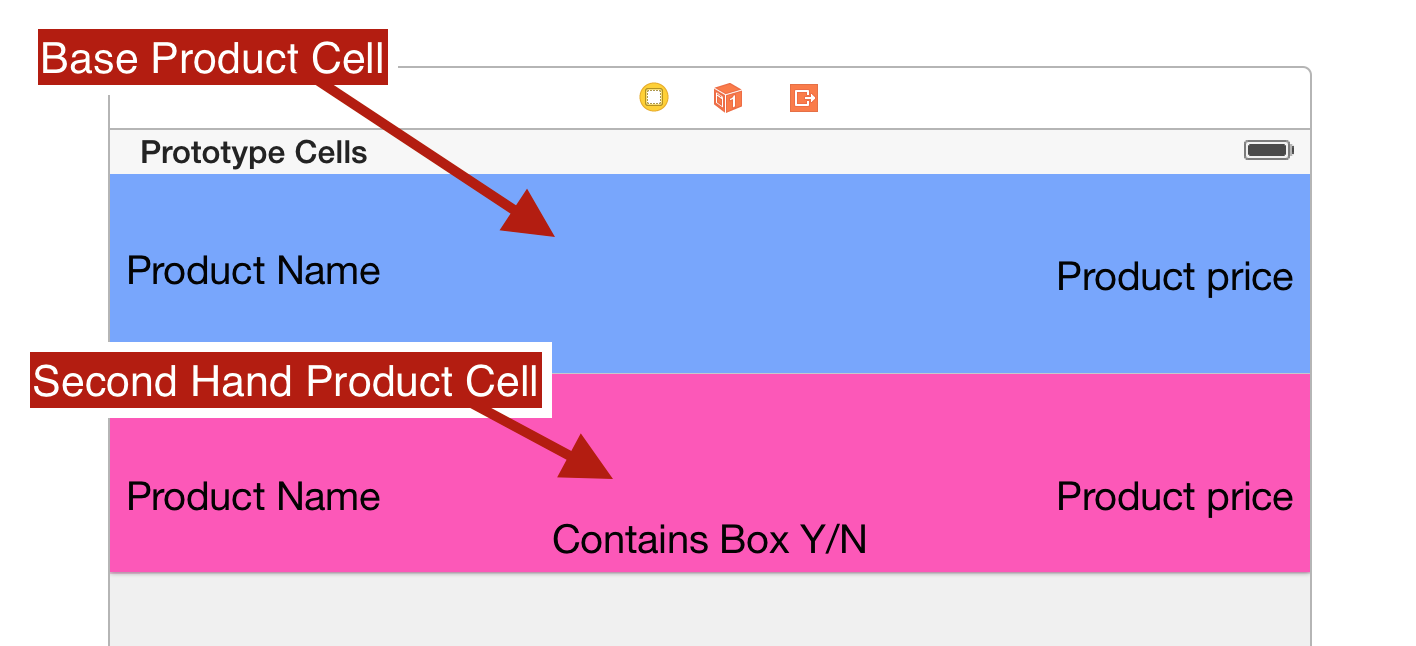 Base Product Cell
1
Prototype Cells
Product Name
Product price
Second Hand Product Cell
Product Name
Product price
Contains Box Y/N